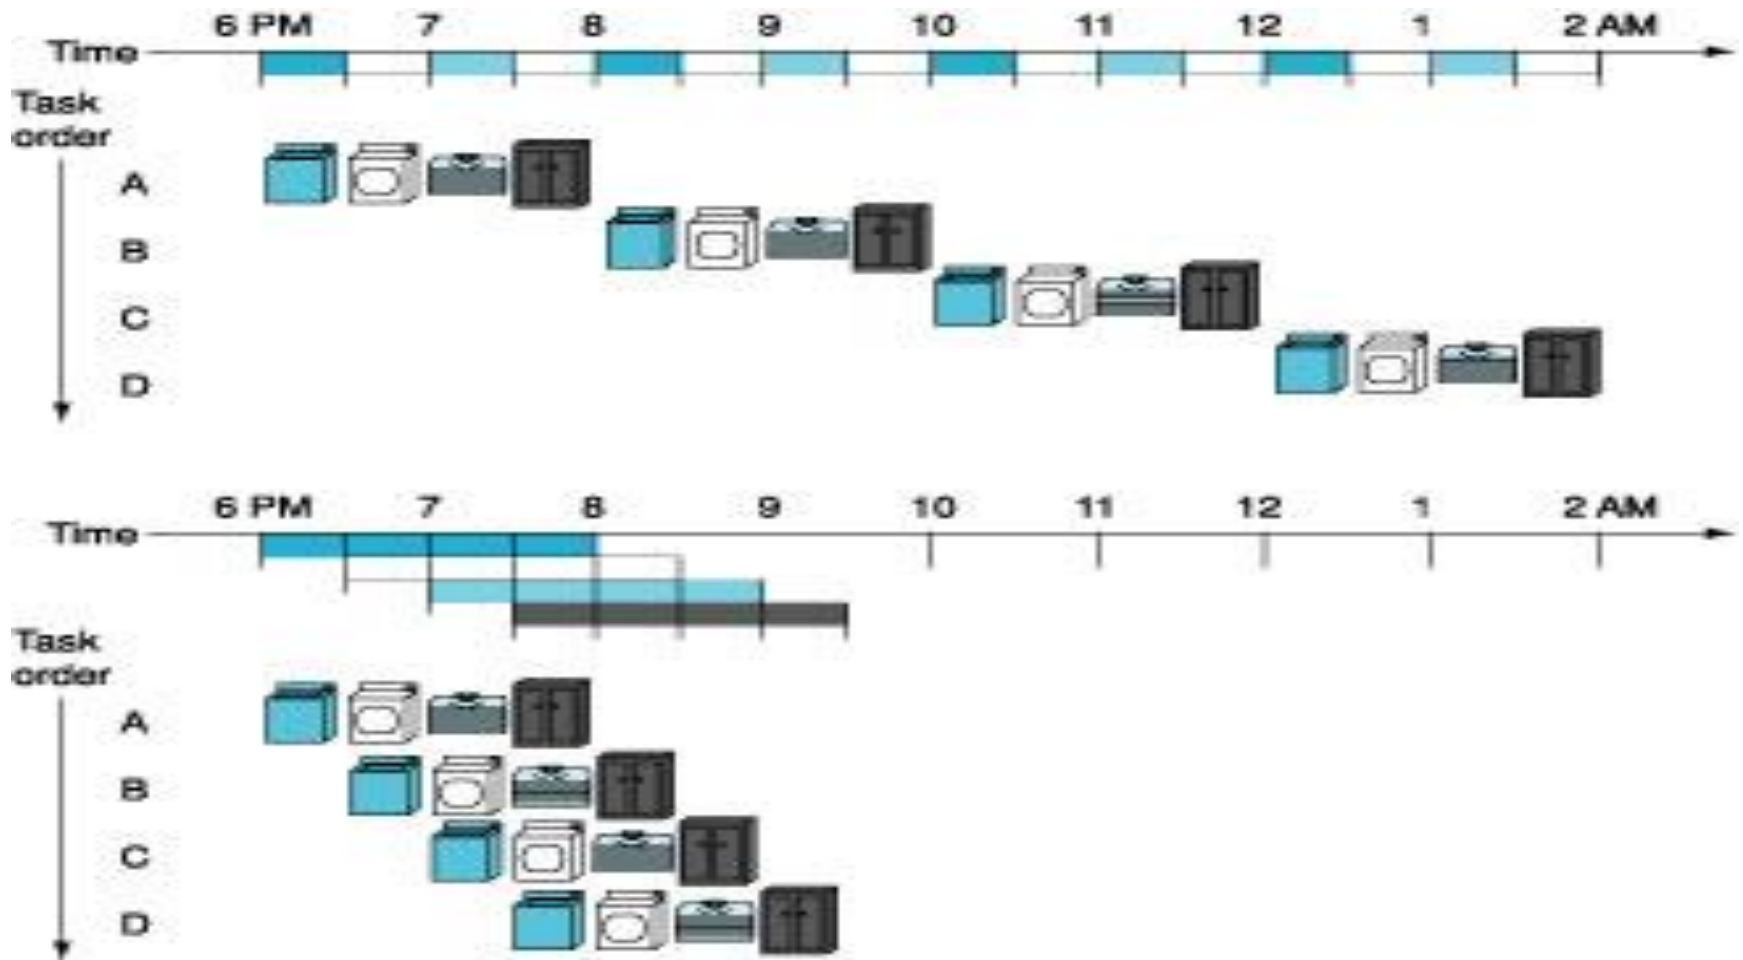 6 PM 7 8 9 10 11 12 1 2 AM
Time
Task
order
A
B
C
D
6 PM 7 8 9 10 11 12 1 2 AM
Time
Task
order
A
B
C
D